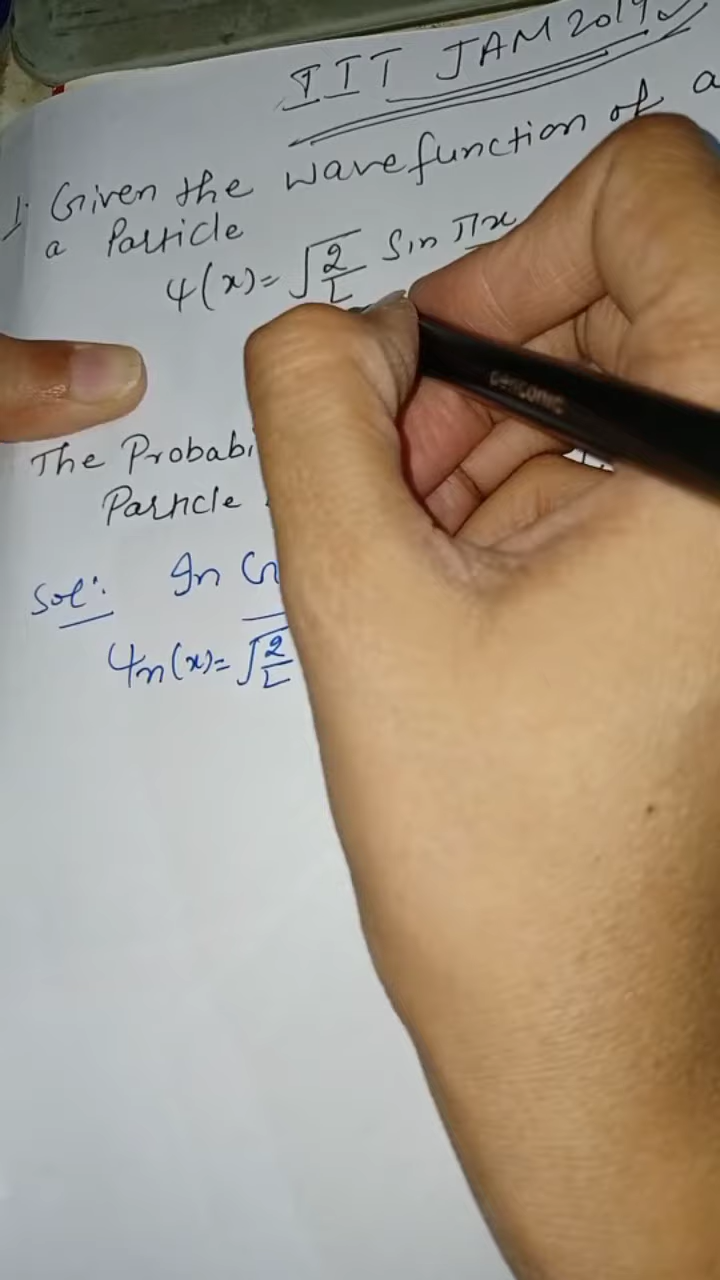 IIT JAM 2019
1. Given the wavefunction of a
a Particle
ψ(x)= √2/L Sin πx
The Probabi
Particle
Sol:  In G
ψn(x)= √2/L